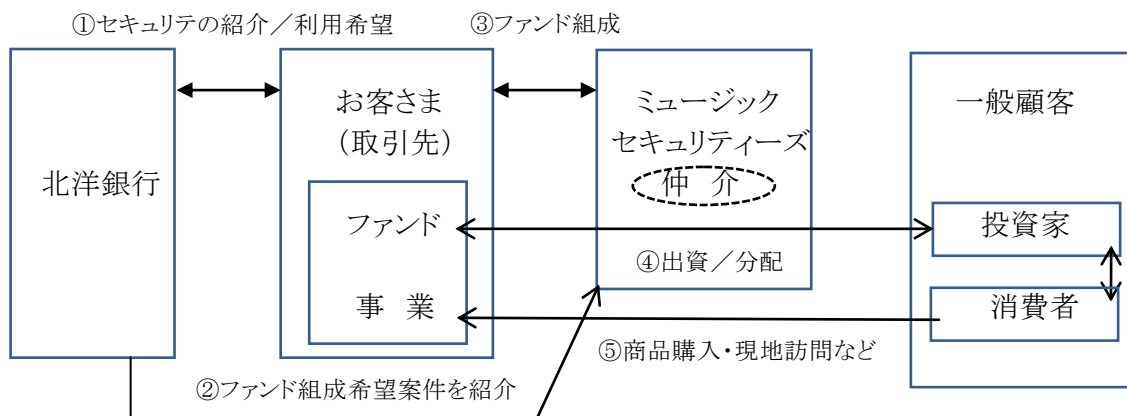 ①セキュリテの紹介／利用希望
③ファンド組成
北洋銀行
お客さま
（取引先）
ファンド
事　業
ミュージック
セキュリティーズ
仲　介
一般顧客
投資家
④出資／分配
消費者
⑤商品購入・現地訪問など
②ファンド組成希望案件を紹介